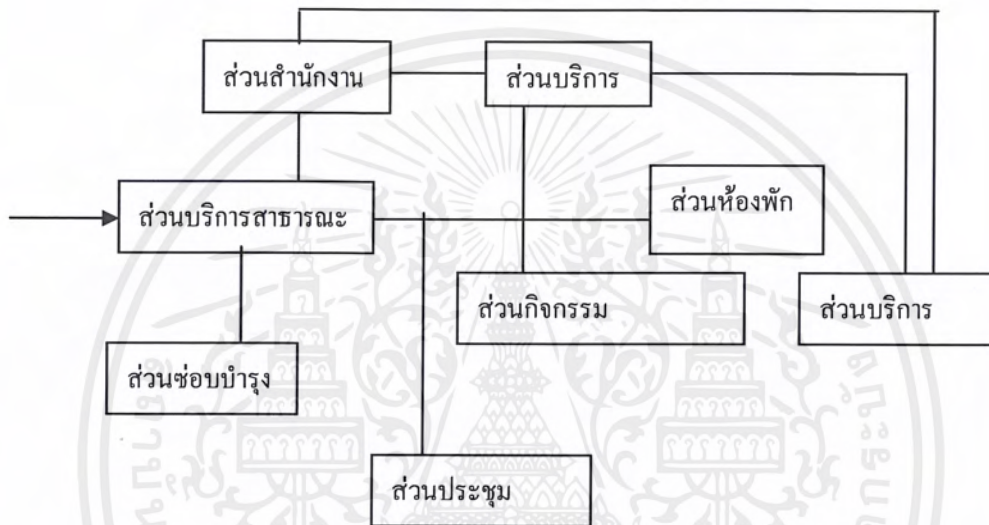 ส่วนสำนักงาน
ส่วนบริการ
ส่วนบริการสาธารณะ
ส่วนห้องพัก
ส่วนกิจกรรม
ส่วนบริการ
ส่วนซ่อบบำรุง
ส่วนประชุม